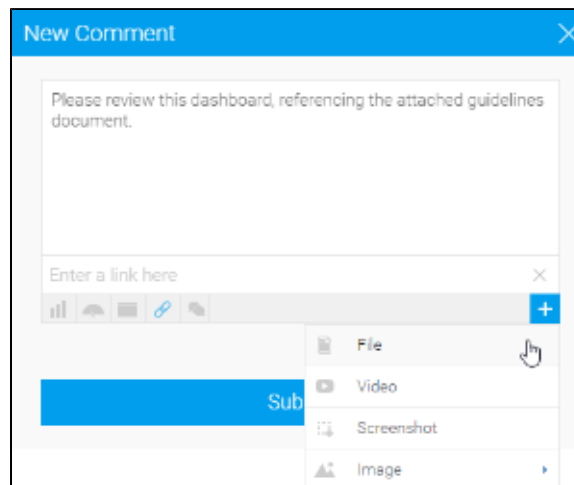 New Comment
Please review this dashboard, referencing the attached guidelines
document.
Enter a link here
File
Video
Sub
Screenshot
Image